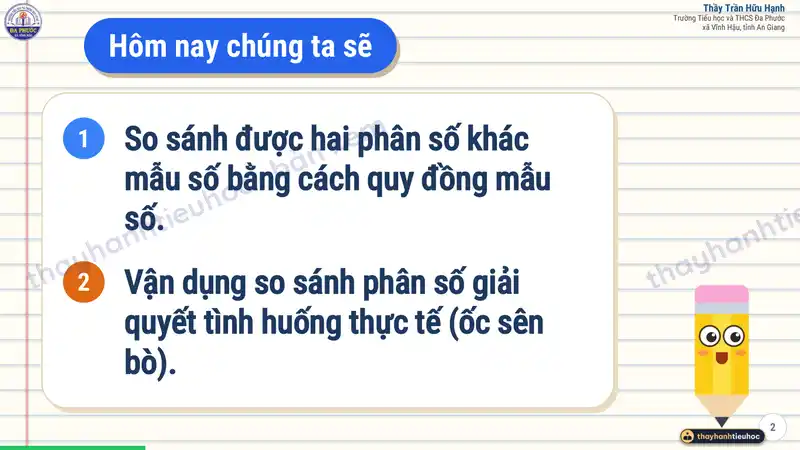 Thầy Trần Hữu Hạnh
Trường Tiểu học và THCS Đa Phước
xã Vĩnh Hậu, tỉnh An Giang
ĐA PHƯỚC
Hôm nay chúng ta sẽ
1
So sánh được hai phân số khác
mẫu số bằng cách quy đồng mẫu
số.
2
Vận dụng so sánh phân số giải
quyết tình huống thực tế (ốc sên
bò).
thayhanhtieuhoc
2